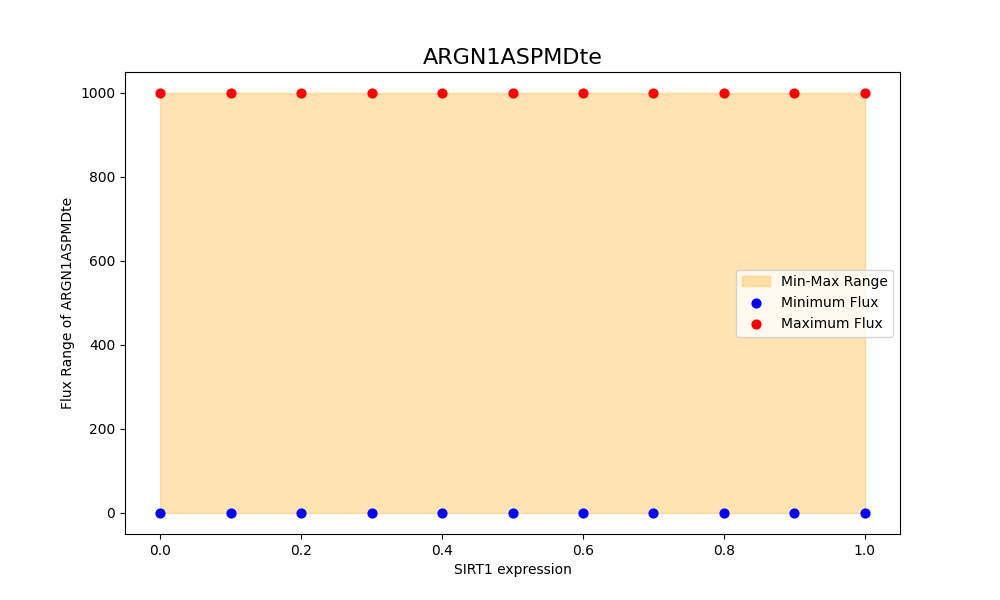 ARGN1ASPMDte
Flux Range of ARGN1ASPMDte
1000
800
600
400
200
0
Min-Max Range
Minimum Flux
Maximum Flux
0.0 0.2 0.4 0.6 0.8 1.0
SIRT1 expression